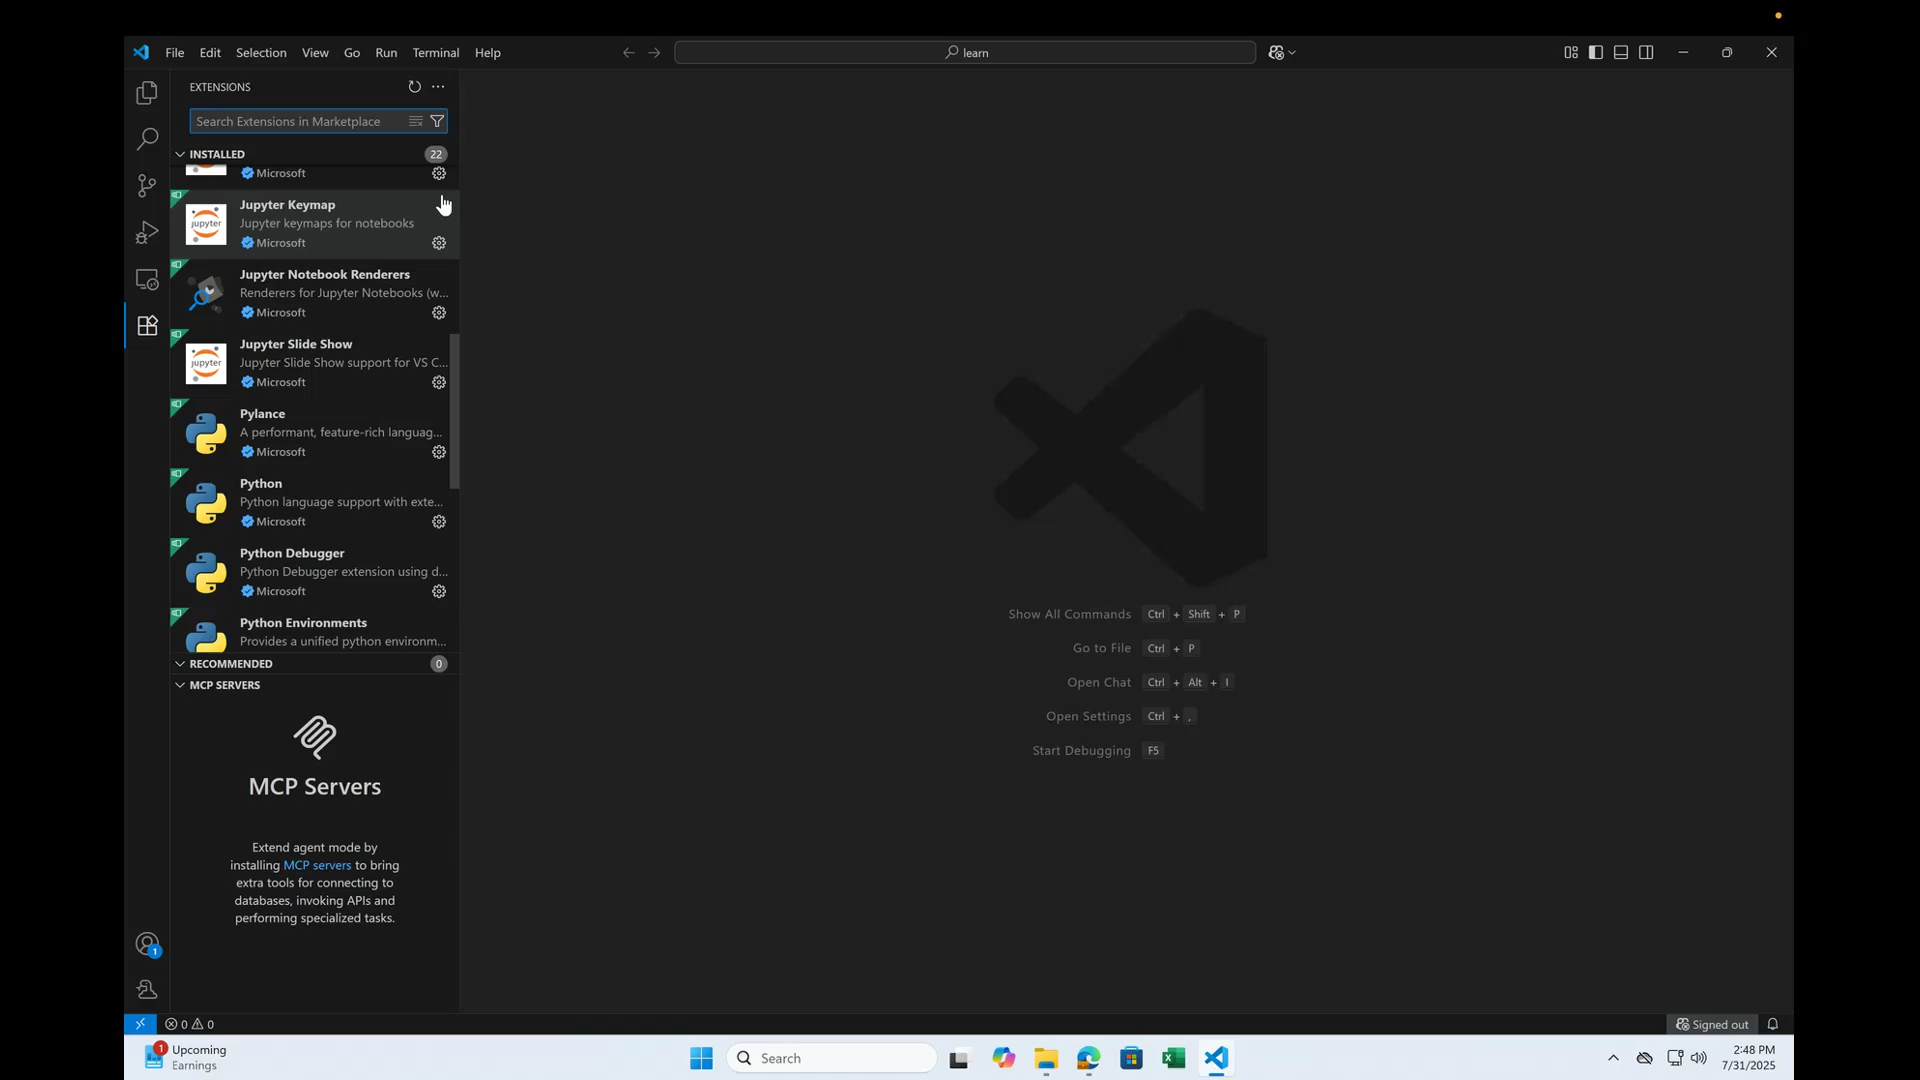 File Edit Selection View Go Run Terminal Help
learn
EXTENSIONS
Search Extensions in Marketplace
INSTALLED 22
Microsoft
Jupyter Keymap
jupyter
Jupyter keymaps for notebooks
Microsoft
Jupyter Notebook Renderers
Renderers for Jupyter Notebooks (w...
Microsoft
Jupyter Slide Show
jupyter
Jupyter Slide Show support for VS C...
Microsoft
Pylance
A performant, feature-rich languag...
Microsoft
Python
Python language support with exte...
Microsoft
Python Debugger
Python Debugger extension using d...
Microsoft
Python Environments
Provides a unified python environm...
RECOMMENDED 0
MCP SERVERS
MCP Servers
Extend agent mode by
installing MCP servers to bring
extra tools for connecting to
databases, invoking APIs and
performing specialized tasks.
Show All Commands Ctrl + Shift + P
Go to File Ctrl + P
Open Chat Ctrl + Alt + I
Open Settings Ctrl + ,
Start Debugging F5
1
0 0
Signed out
1
Upcoming
Earnings
Search
2:48 PM
7/31/2025